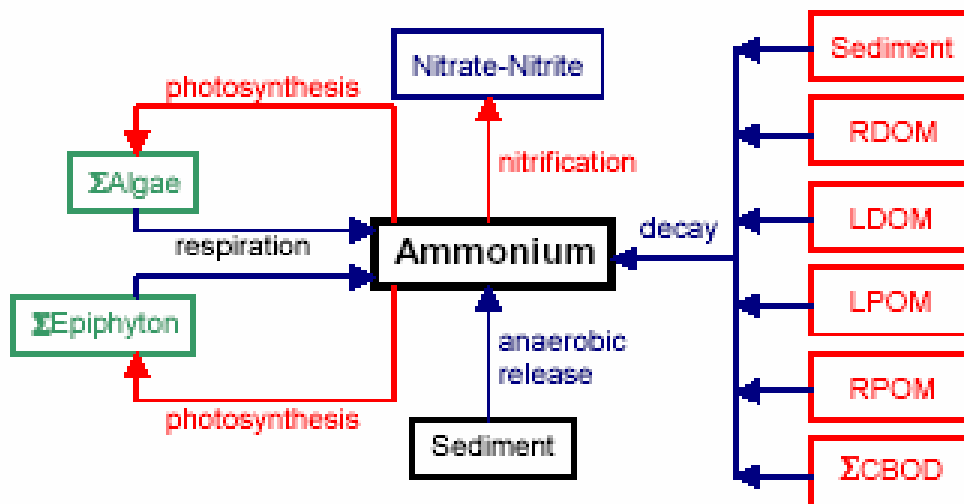 Sediment
Nitrate-Nitrite
photosynthesis
RDOM
nitrification
ΣAlgae
LDOM
decay
respiration
Ammonium
LPOM
ΣEpiphyton
anaerobic
release
RPOM
photosynthesis
Sediment
ΣCBOD